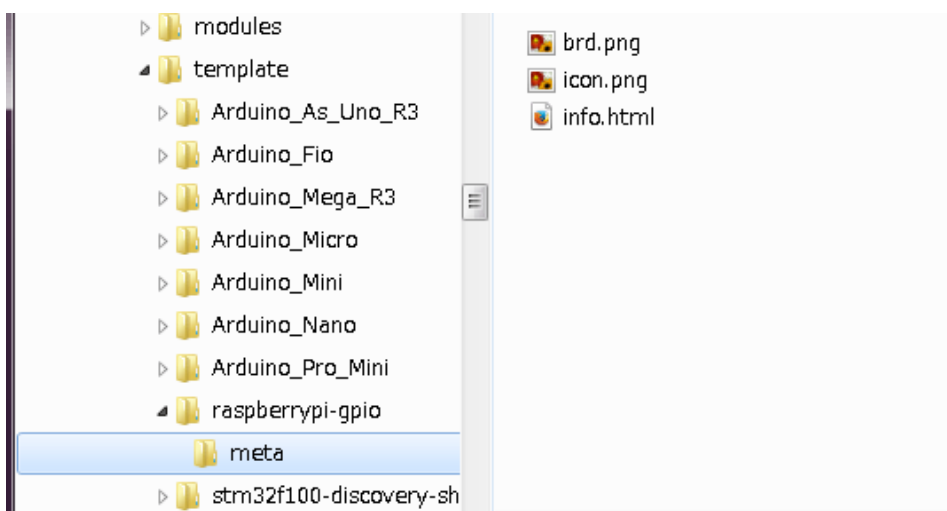 modules
template
Arduino_As_Uno_R3
Arduino_Fio
Arduino_Mega_R3
Arduino_Micro
Arduino_Mini
Arduino_Nano
Arduino_Pro_Mini
raspberrypi-gpio
meta
stm32f100-discovery-sh
brd.png
icon.png
info.html